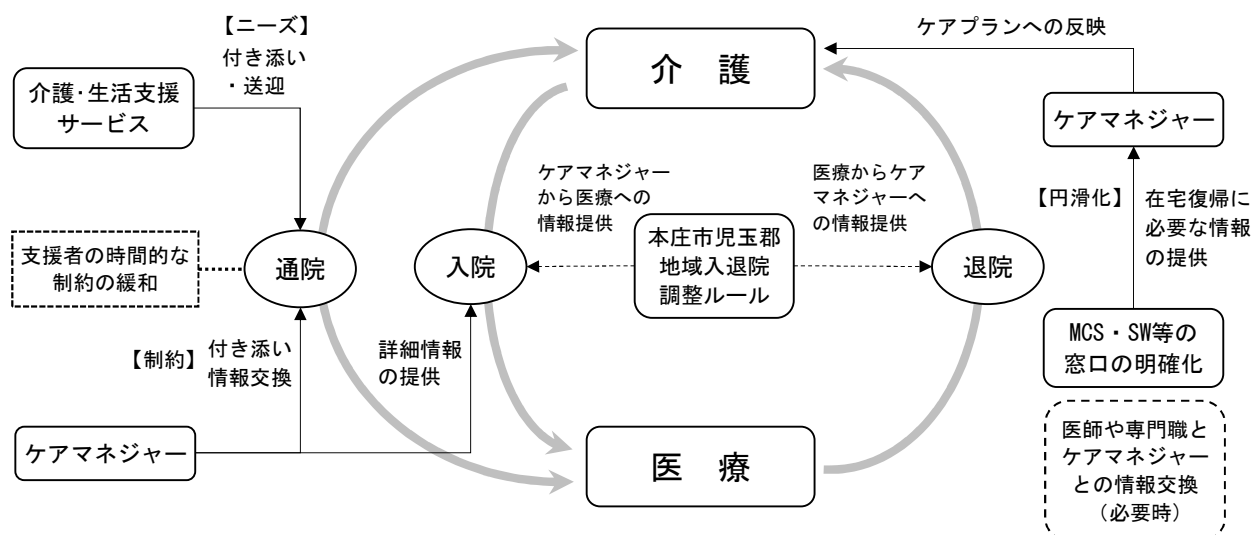 【ニーズ】
付き添い
・送迎
介護・生活支援
サービス
介　護
ケアプランへの反映
ケアマネジャー
ケアマネジャー
から医療への
情報提供
医療からケア
マネジャーへ
の情報提供
【円滑化】
在宅復帰に
必要な情報
の提供
支援者の時間的な
制約の緩和
通院
入院
本庄市児玉郡
地域入退院
調整ルール
退院
【制約】
付き添い
情報交換
詳細情報
の提供
MCS・SW等の
窓口の明確化
ケアマネジャー
医　療
医師や専門職と
ケアマネジャー
との情報交換
（必要時）